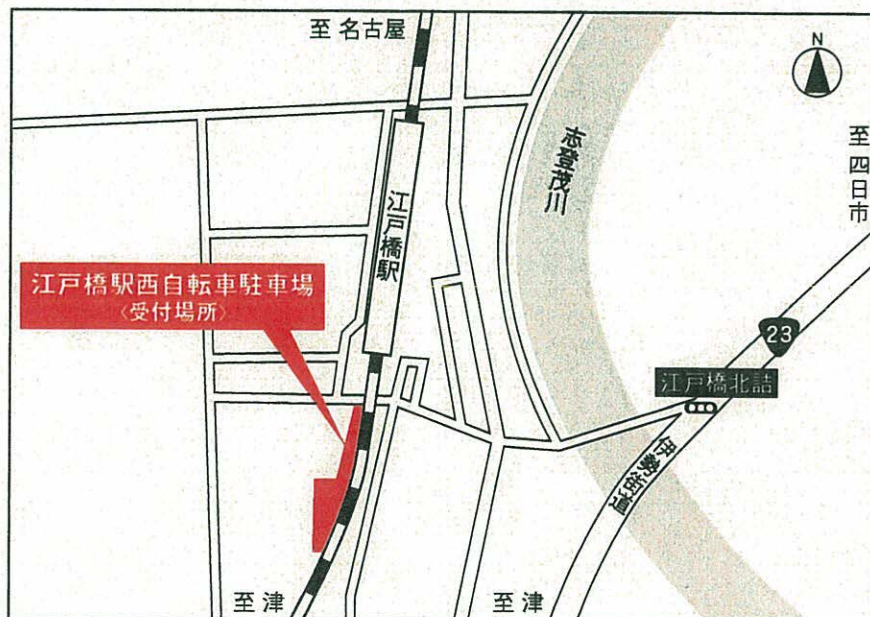 至 名古屋
N
至 四日市
志登茂川
江戸橋駅
江戸橋駅西自転車駐車場
〈受付場所〉
23
江戸橋北詰
伊勢街道
至 津
至 津